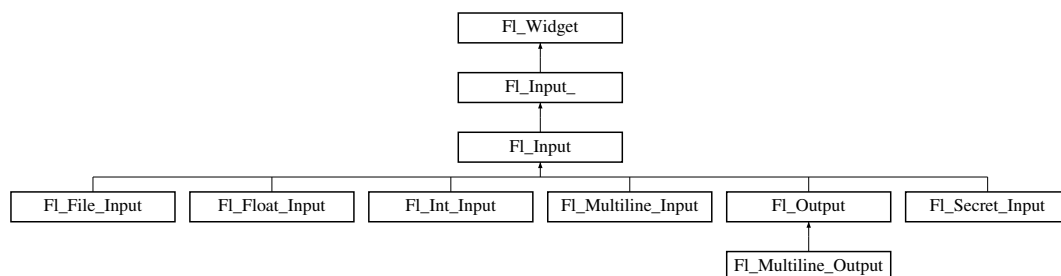 Fl_Widget
Fl_Input_
Fl_Input
Fl_File_Input Fl_Float_Input Fl_Int_Input Fl_Multiline_Input Fl_Output Fl_Secret_Input
Fl_Multiline_Output